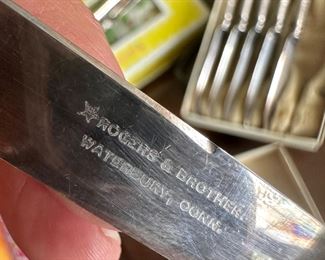 ★ ROGERS & BROTHER.
WATERBURY, CONN.